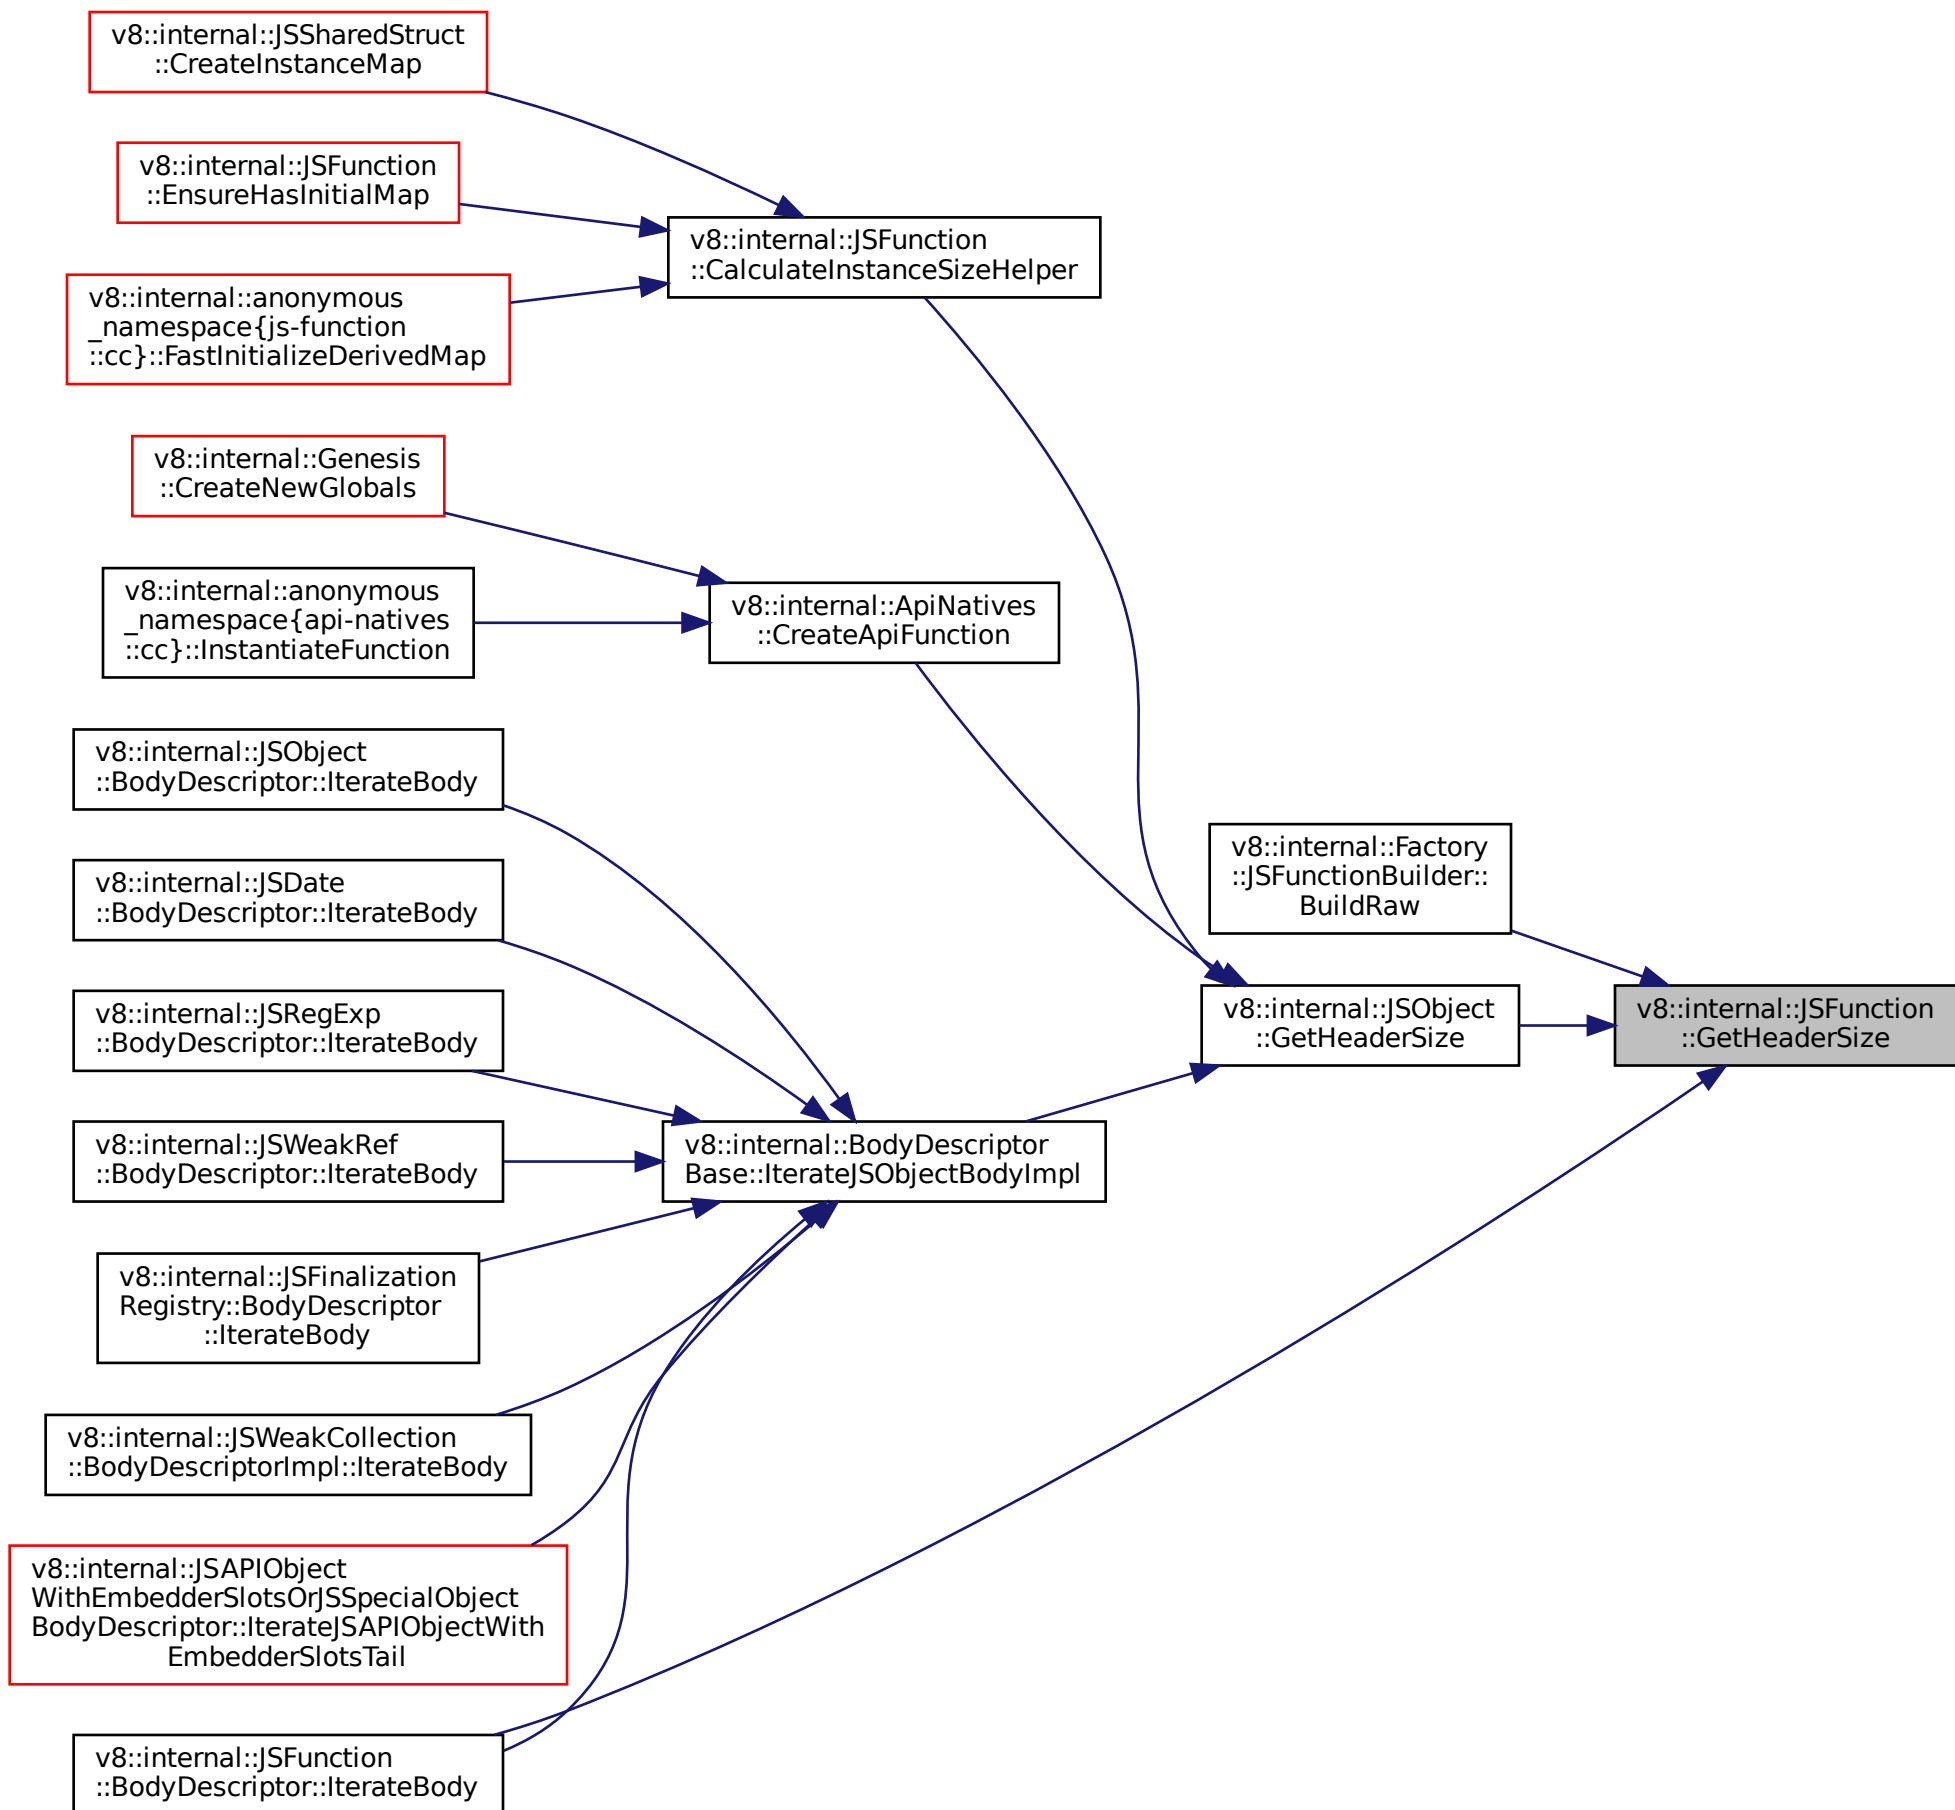 v8::internal::JSSharedStruct
::CreateInstanceMap
v8::internal::JSFunction
::EnsureHasInitialMap
v8::internal::JSFunction
::CalculateInstanceSizeHelper
v8::internal::anonymous
_namespace{js-function
::cc}::FastInitializeDerivedMap
v8::internal::Genesis
::CreateNewGlobals
v8::internal::anonymous
_namespace{api-natives
::cc}::InstantiateFunction
v8::internal::ApiNatives
::CreateApiFunction
v8::internal::JSObject
::BodyDescriptor::IterateBody
v8::internal::JSDate
::BodyDescriptor::IterateBody
v8::internal::Factory
::JSFunctionBuilder::
BuildRaw
v8::internal::JSRegExp
::BodyDescriptor::IterateBody
v8::internal::JSObject
::GetHeaderSize
v8::internal::JSFunction
::GetHeaderSize
v8::internal::JSWeakRef
::BodyDescriptor::IterateBody
v8::internal::BodyDescriptor
Base::IterateJSObjectBodyImpl
v8::internal::JSFinalization
Registry::BodyDescriptor
::IterateBody
v8::internal::JSWeakCollection
::BodyDescriptorImpl::IterateBody
v8::internal::JSAPIObject
WithEmbedderSlotsOrJSSpecialObject
BodyDescriptor::IterateJSAPIObjectWith
EmbedderSlotsTail
v8::internal::JSFunction
::BodyDescriptor::IterateBody